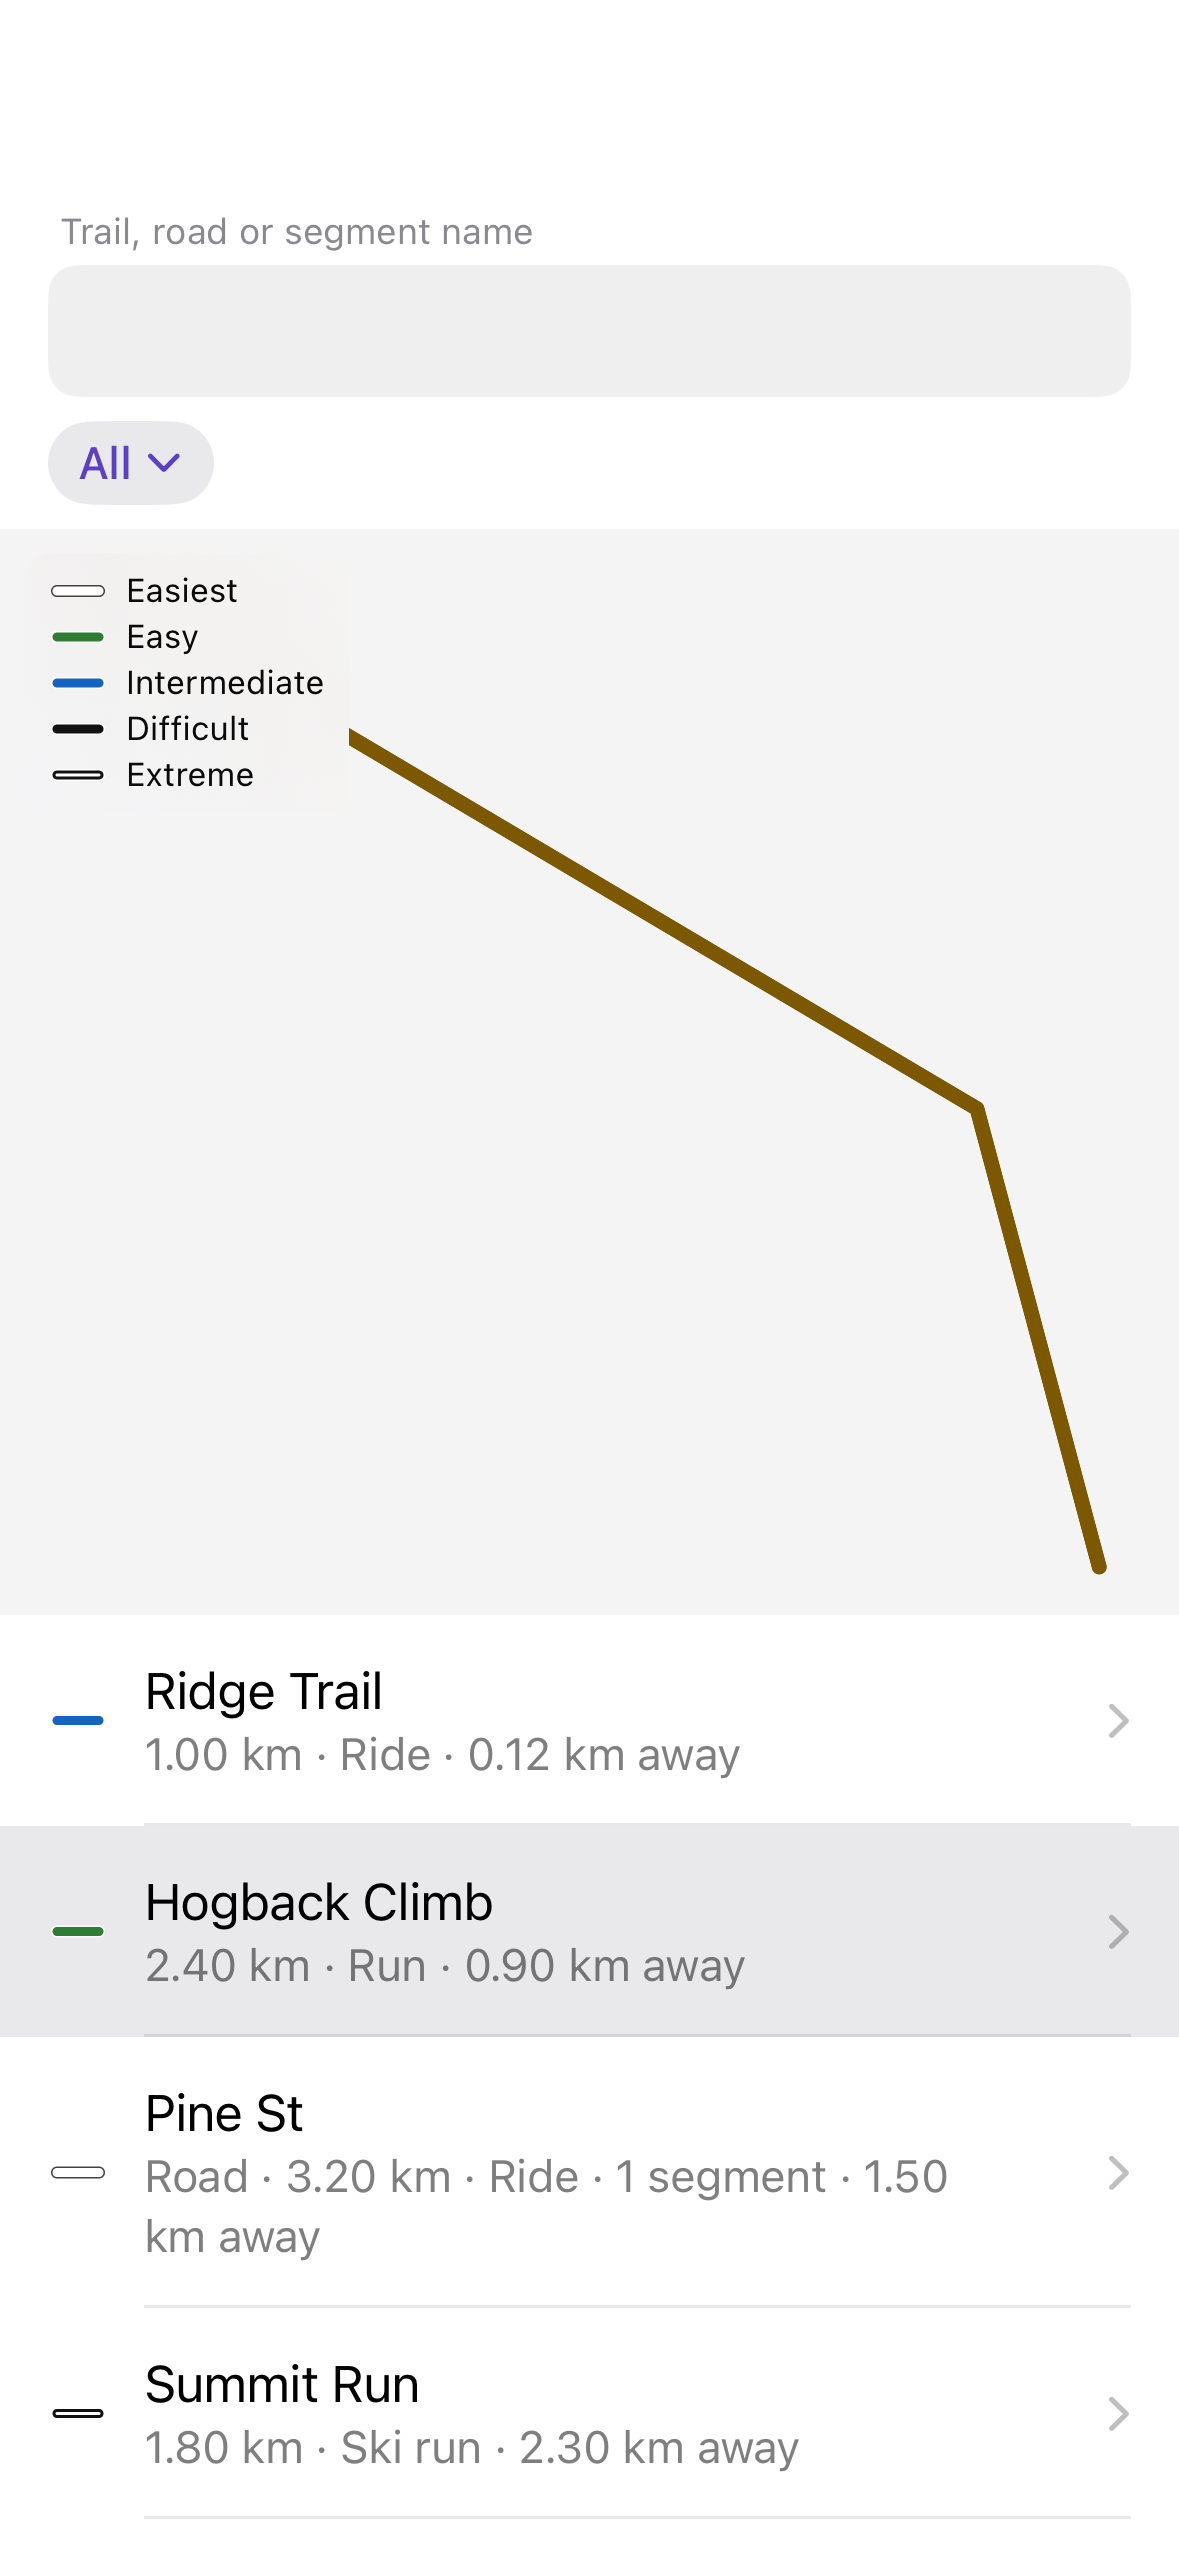 Trail, road or segment name
All
Easiest
Easy
Intermediate
Difficult
Extreme
Ridge Trail
1.00 km · Ride · 0.12 km away
Hogback Climb
2.40 km · Run · 0.90 km away
Pine St
Road · 3.20 km · Ride · 1 segment · 1.50
km away
Summit Run
1.80 km · Ski run · 2.30 km away